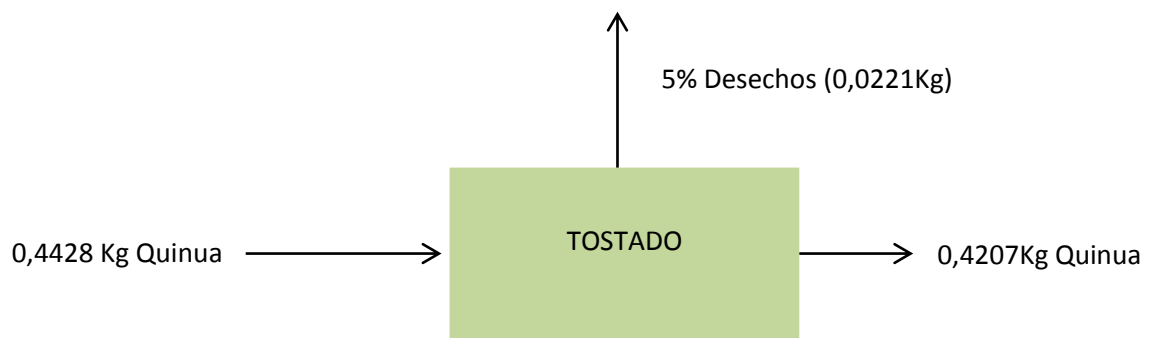 5% Desechos (0,0221Kg)
TOSTADO
0,4428 Kg Quinua
0,4207Kg Quinua